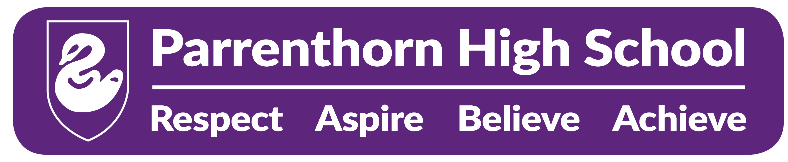 Parrenthorn High School
Respect Aspire Believe Achieve